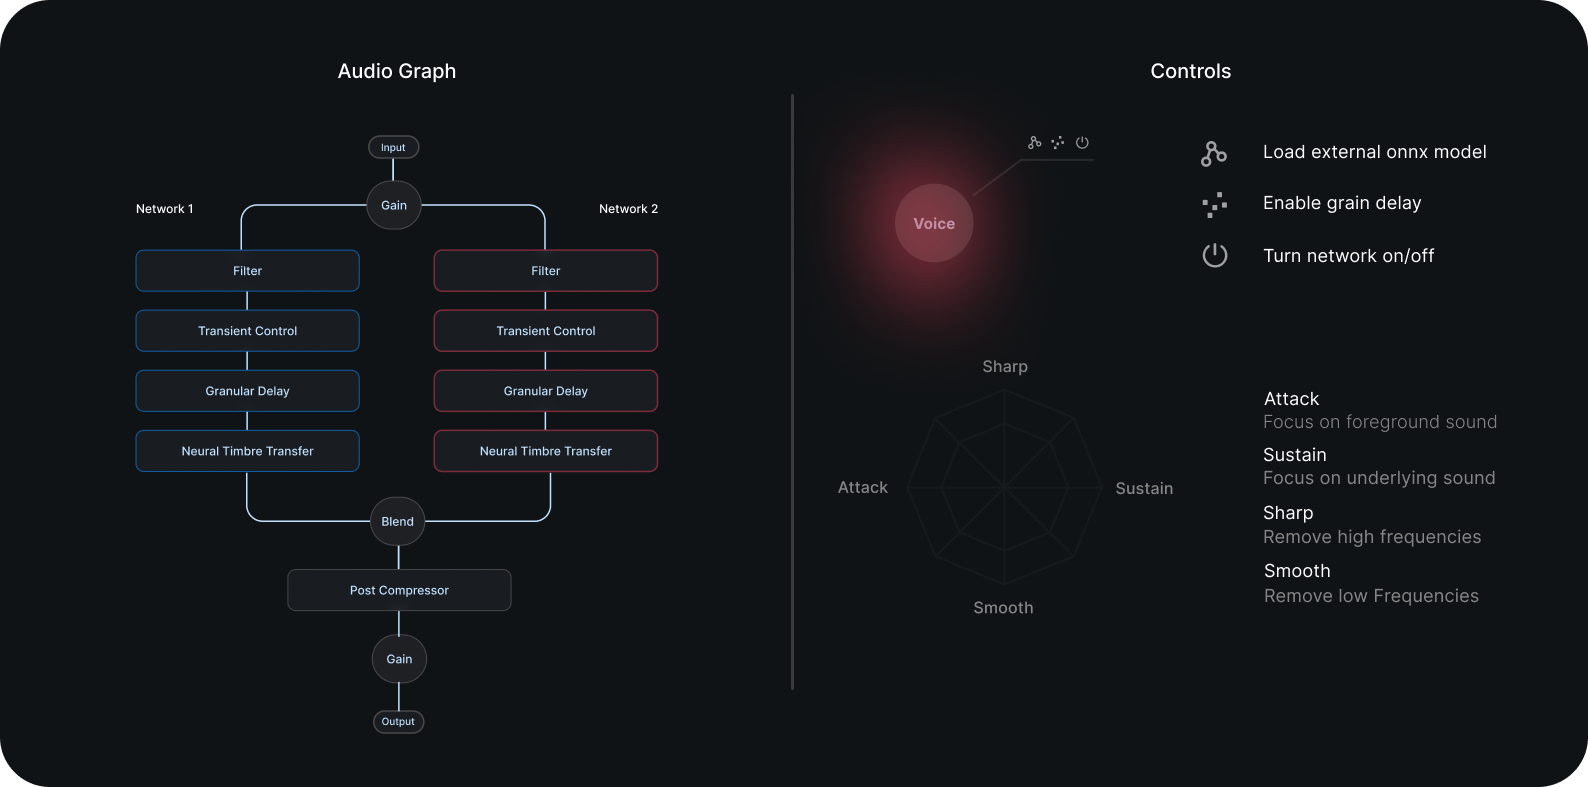 Audio Graph
Input
Gain
Network 1
Network 2
Filter
Filter
Transient Control
Transient Control
Granular Delay
Granular Delay
Neural Timbre Transfer
Neural Timbre Transfer
Blend
Post Compressor
Gain
Output
Controls
Voice
Load external onnx model
Enable grain delay
Turn network on/off
Sharp
Attack
Sustain
Smooth
Attack
Focus on foreground sound
Sustain
Focus on underlying sound
Sharp
Remove high frequencies
Smooth
Remove low Frequencies